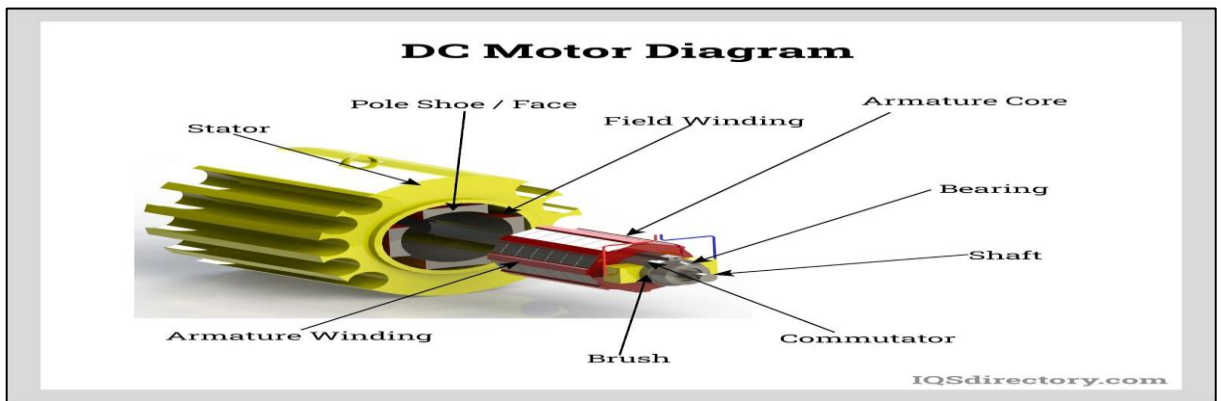 DC Motor Diagram
Armature Core
Pole Shoe / Face
Field Winding
Stator
Bearing
Shaft
Armature Winding
Commutator
Brush
IQSdirectory.com